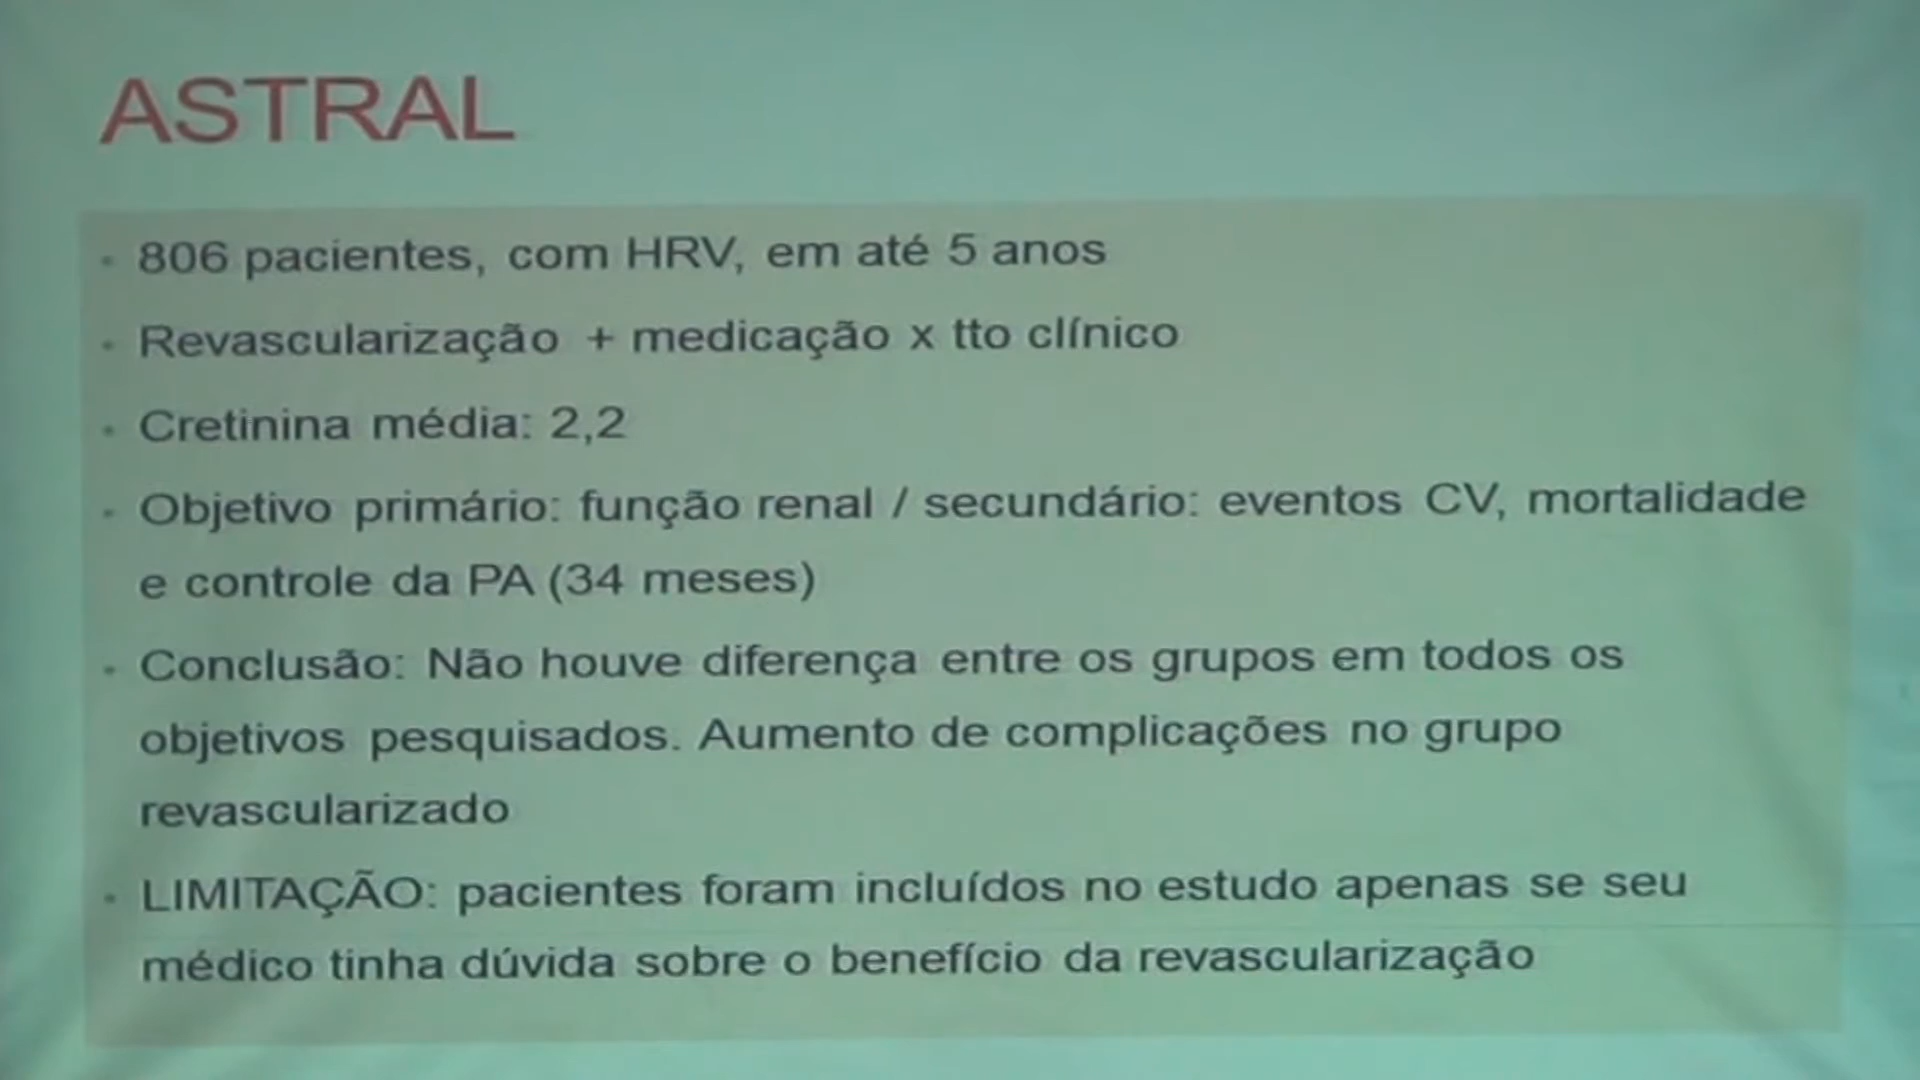 ASTRAL
• 806 pacientes, com HRV, em até 5 anos
• Revascularização + medicação x tto clínico
• Cretinina média: 2,2
• Objetivo primário: função renal / secundário: eventos CV, mortalidade
e controle da PA (34 meses)
• Conclusão: Não houve diferença entre os grupos em todos os
objetivos pesquisados. Aumento de complicações no grupo
revascularizado
• LIMITAÇÃO: pacientes foram incluídos no estudo apenas se seu
médico tinha dúvida sobre o benefício da revascularização